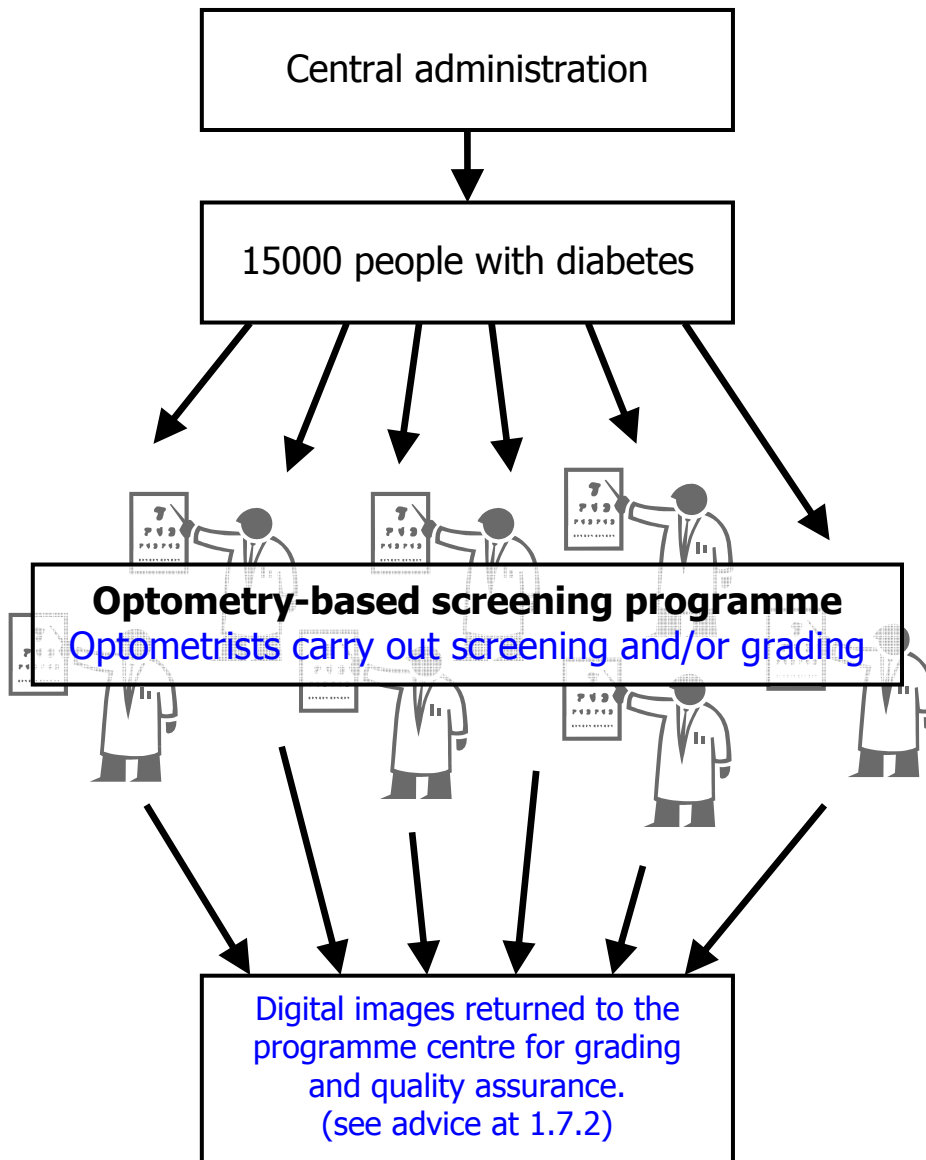 Central administration
15000 people with diabetes
Optometry-based screening programme
Optometrists carry out screening and/or grading
Digital images returned to the
programme centre for grading
and quality assurance.
(see advice at 1.7.2)